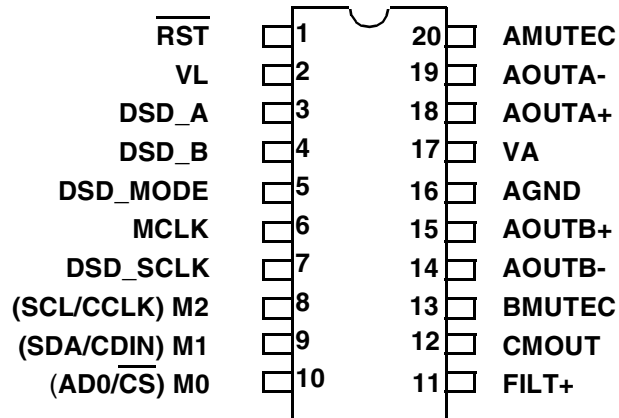 RST 1 20 AMUTEC
VL 2 19 AOUTA-
DSD_A 3 18 AOUTA+
DSD_B 4 17 VA
DSD_MODE 5 16 AGND
MCLK 6 15 AOUTB+
DSD_SCLK 7 14 AOUTB-
(SCL/CCLK) M2 8 13 BMUTEC
(SDA/CDIN) M1 9 12 CMOUT
(AD0/CS) M0 10 11 FILT+